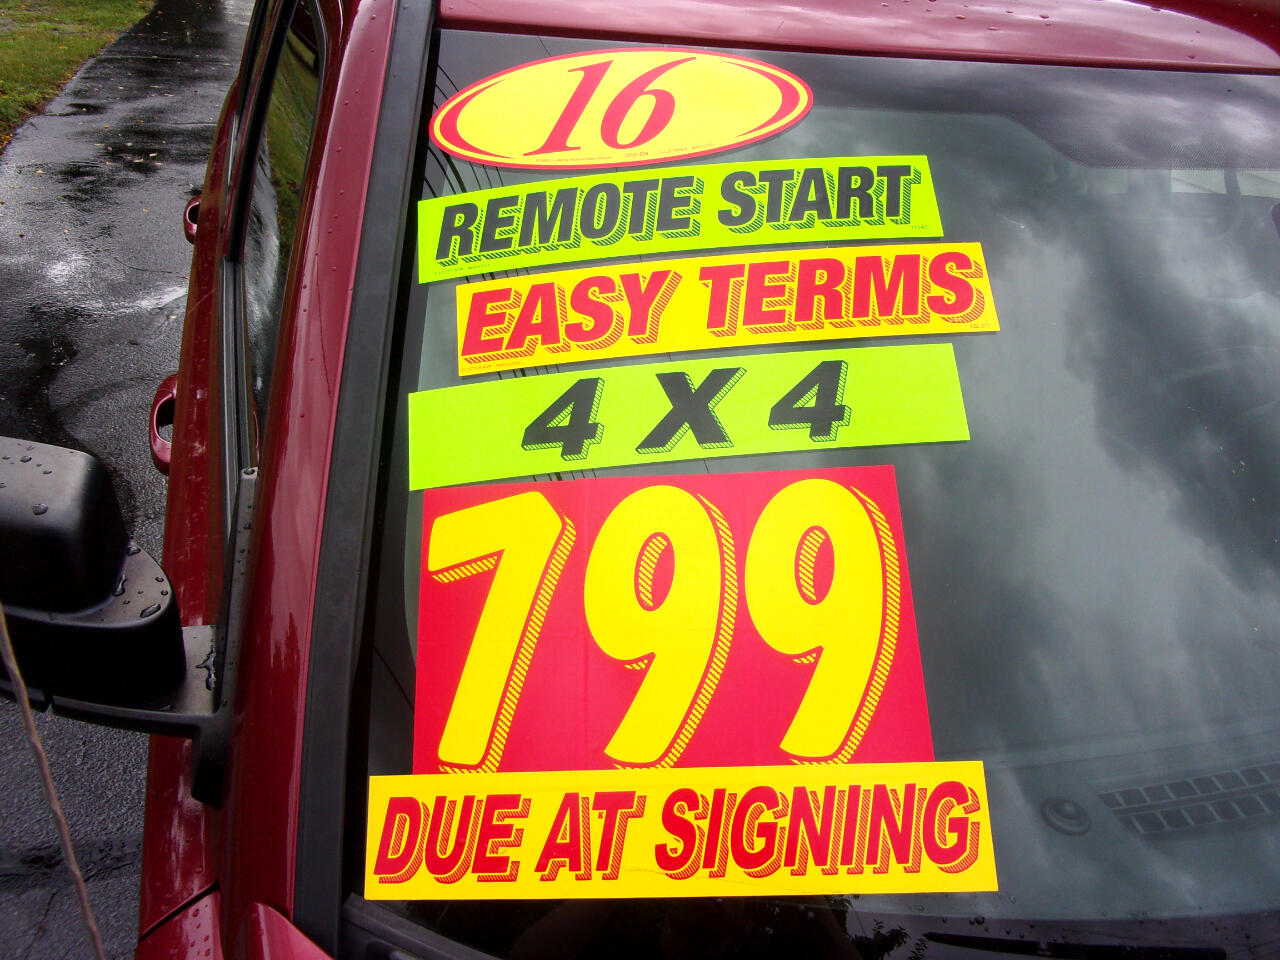 16
REMOTE START
EASY TERMS
4 X 4
799
DUE AT SIGNING